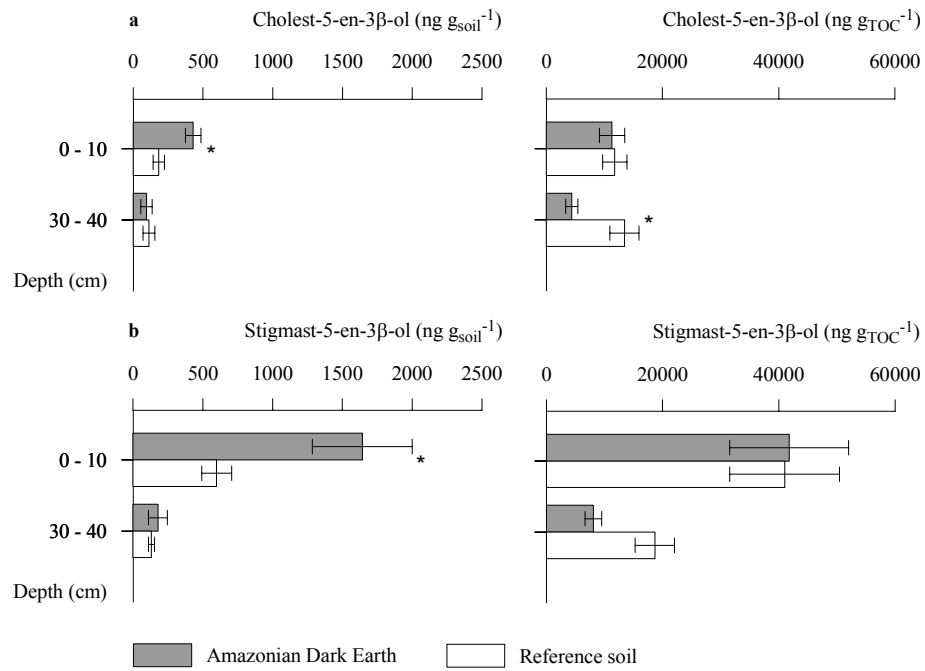 a Cholest-5-en-3β-ol (ng g_soil^-1) Cholest-5-en-3β-ol (ng g_TOC^-1)
0 500 1000 1500 2000 2500 0 20000 40000 60000
0 - 10
*
30 - 40 *
Depth (cm)
b Stigmast-5-en-3β-ol (ng g_soil^-1) Stigmast-5-en-3β-ol (ng g_TOC^-1)
0 500 1000 1500 2000 2500 0 20000 40000 60000
0 - 10 *
30 - 40
Depth (cm)
Amazonian Dark Earth Reference soil